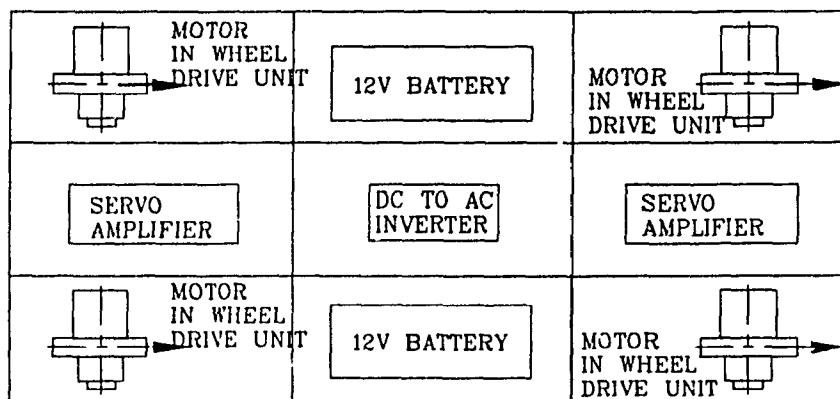 MOTOR
IN WHEEL
DRIVE UNIT
12V BATTERY
MOTOR
IN WHEEL
DRIVE UNIT
SERVO
AMPLIFIER
DC TO AC
INVERTER
SERVO
AMPLIFIER
MOTOR
IN WHEEL
DRIVE UNIT
12V BATTERY
MOTOR
IN WHEEL
DRIVE UNIT